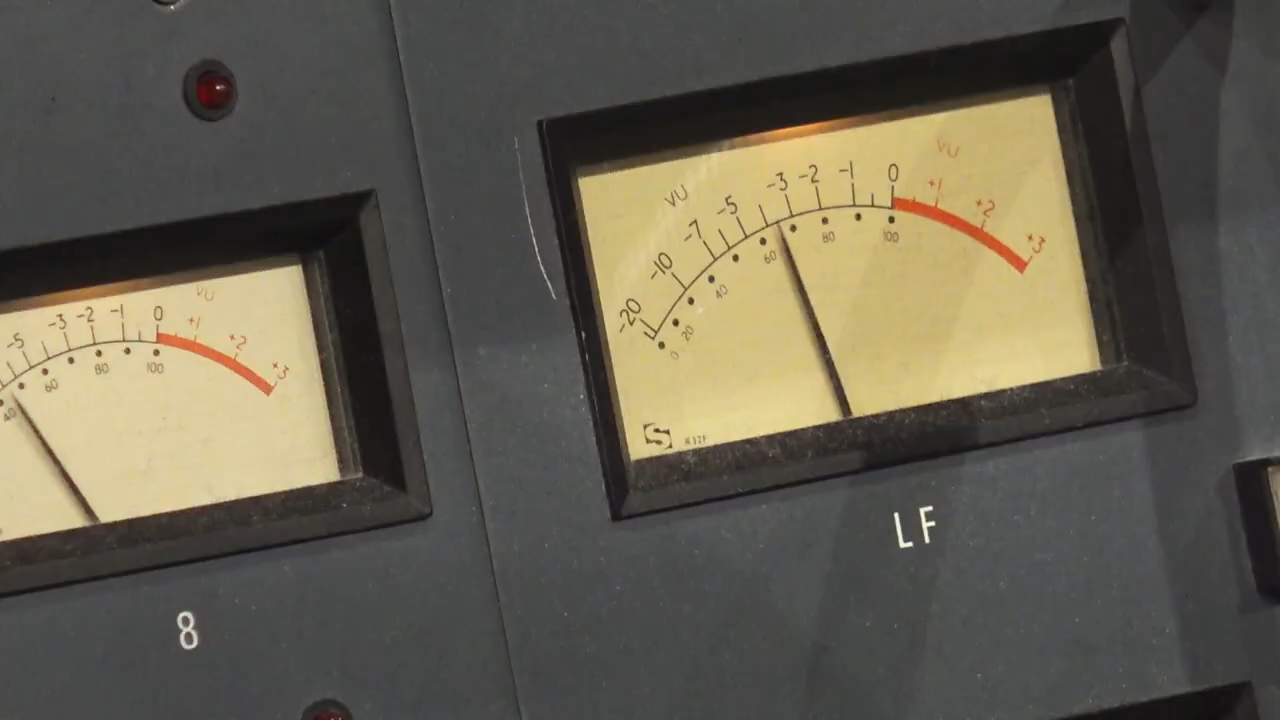 VU
-20 -10 -7 -5 -3 -2 -1 0 +1 +2 +3
VU
0 20 40 60 80 100
LF
-5 -3 -2 -1 0 +1 +2 +3
VU
40 60 80 100
8